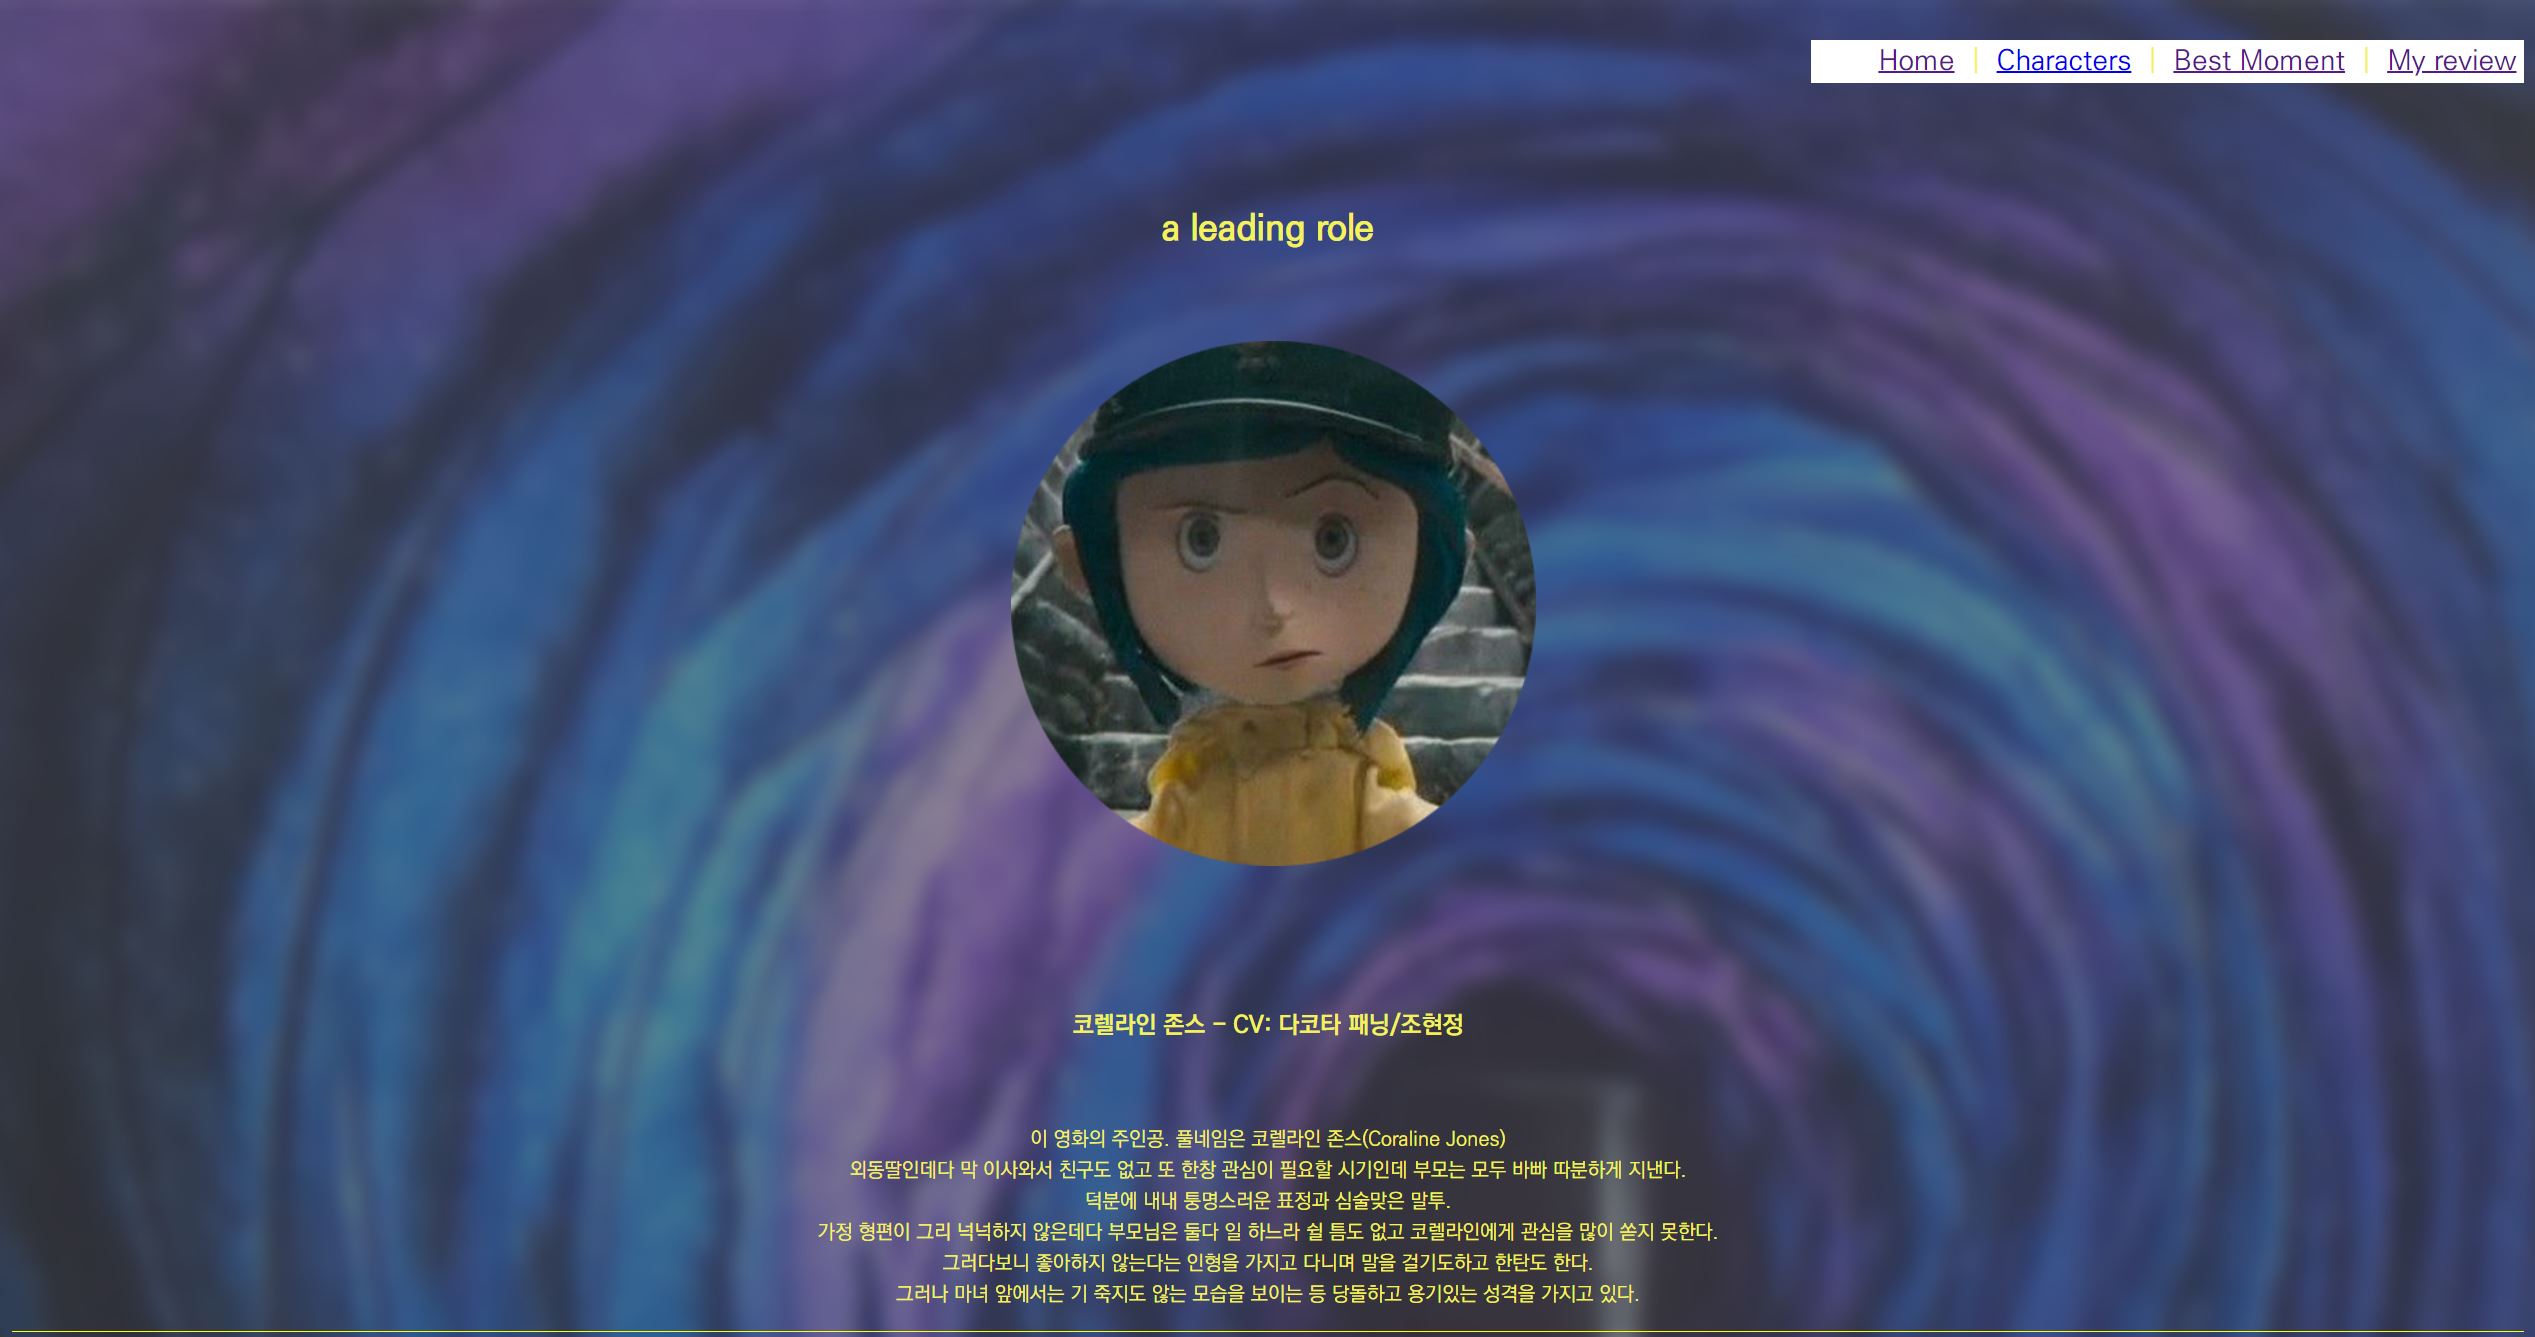 Home | Characters | Best Moment | My review
a leading role
코렐라인 존스 - CV: 다코타 패닝/조현정
이 영화의 주인공. 풀네임은 코렐라인 존스(Coraline Jones)
외동딸인데다 막 이사와서 친구도 없고 또 한창 관심이 필요할 시기인데 부모는 모두 바빠 따분하게 지낸다.
덕분에 내내 퉁명스러운 표정과 심술맞은 말투.
가정 형편이 그리 넉넉하지 않은데다 부모님은 둘다 일 하느라 쉴 틈도 없고 코렐라인에게 관심을 많이 쏟지 못한다.
그러다보니 좋아하지 않는다는 인형을 가지고 다니며 말을 걸기도하고 한탄도 한다.
그러나 마녀 앞에서는 기 죽지도 않는 모습을 보이는 등 당돌하고 용기있는 성격을 가지고 있다.